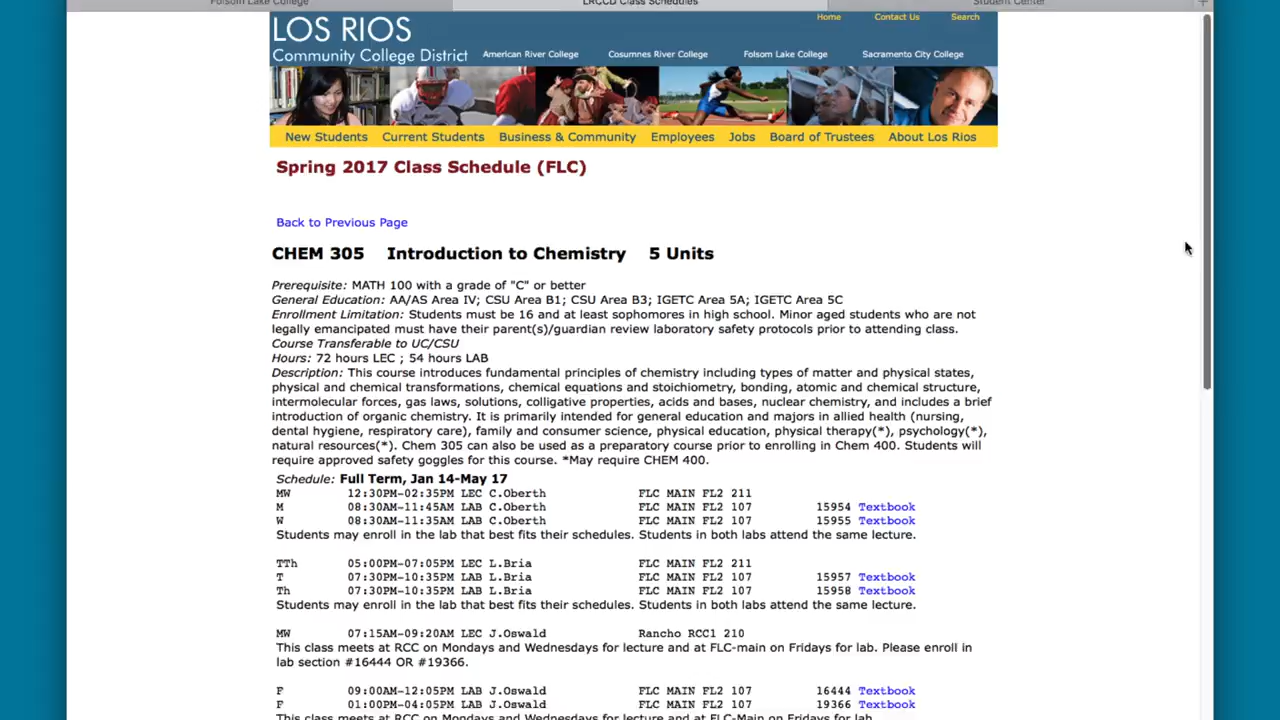 Folsom Lake College
LRCCD Class Schedules
Student Center
Home
Contact Us
Search
LOS RIOS
Community College District
American River College
Cosumnes River College
Folsom Lake College
Sacramento City College
New Students
Current Students
Business & Community
Employees
Jobs
Board of Trustees
About Los Rios
Spring 2017 Class Schedule (FLC)
Back to Previous Page
CHEM 305 Introduction to Chemistry 5 Units
Prerequisite: MATH 100 with a grade of "C" or better
General Education: AA/AS Area IV; CSU Area B1; CSU Area B3; IGETC Area 5A; IGETC Area 5C
Enrollment Limitation: Students must be 16 and at least sophomores in high school. Minor aged students who are not
legally emancipated must have their parent(s)/guardian review laboratory safety protocols prior to attending class.
Course Transferable to UC/CSU
Hours: 72 hours LEC ; 54 hours LAB
Description: This course introduces fundamental principles of chemistry including types of matter and physical states,
physical and chemical transformations, chemical equations and stoichiometry, bonding, atomic and chemical structure,
intermolecular forces, gas laws, solutions, colligative properties, acids and bases, nuclear chemistry, and includes a brief
introduction of organic chemistry. It is primarily intended for general education and majors in allied health (nursing,
dental hygiene, respiratory care), family and consumer science, physical education, physical therapy(*), psychology(*),
natural resources(*). Chem 305 can also be used as a preparatory course prior to enrolling in Chem 400. Students will
require approved safety goggles for this course. *May require CHEM 400.
Schedule: Full Term, Jan 14-May 17
MW 12:30PM-02:35PM LEC C.Oberth FLC MAIN FL2 211
M 08:30AM-11:45AM LAB C.Oberth FLC MAIN FL2 107 15954 Textbook
W 08:30AM-11:35AM LAB C.Oberth FLC MAIN FL2 107 15955 Textbook
Students may enroll in the lab that best fits their schedules. Students in both labs attend the same lecture.
TTh 05:00PM-07:05PM LEC L.Bria FLC MAIN FL2 211
T 07:30PM-10:35PM LAB L.Bria FLC MAIN FL2 107 15957 Textbook
Th 07:30PM-10:35PM LAB L.Bria FLC MAIN FL2 107 15958 Textbook
Students may enroll in the lab that best fits their schedules. Students in both labs attend the same lecture.
MW 07:15AM-09:20AM LEC J.Oswald Rancho RCC1 210
This class meets at RCC on Mondays and Wednesdays for lecture and at FLC-main on Fridays for lab. Please enroll in
lab section #16444 OR #19366.
F 09:00AM-12:05PM LAB J.Oswald FLC MAIN FL2 107 16444 Textbook
F 01:00PM-04:05PM LAB J.Oswald FLC MAIN FL2 107 19366 Textbook
This class meets at RCC on Mondays and Wednesdays for lecture and at FLC-Main on Fridays for lab.